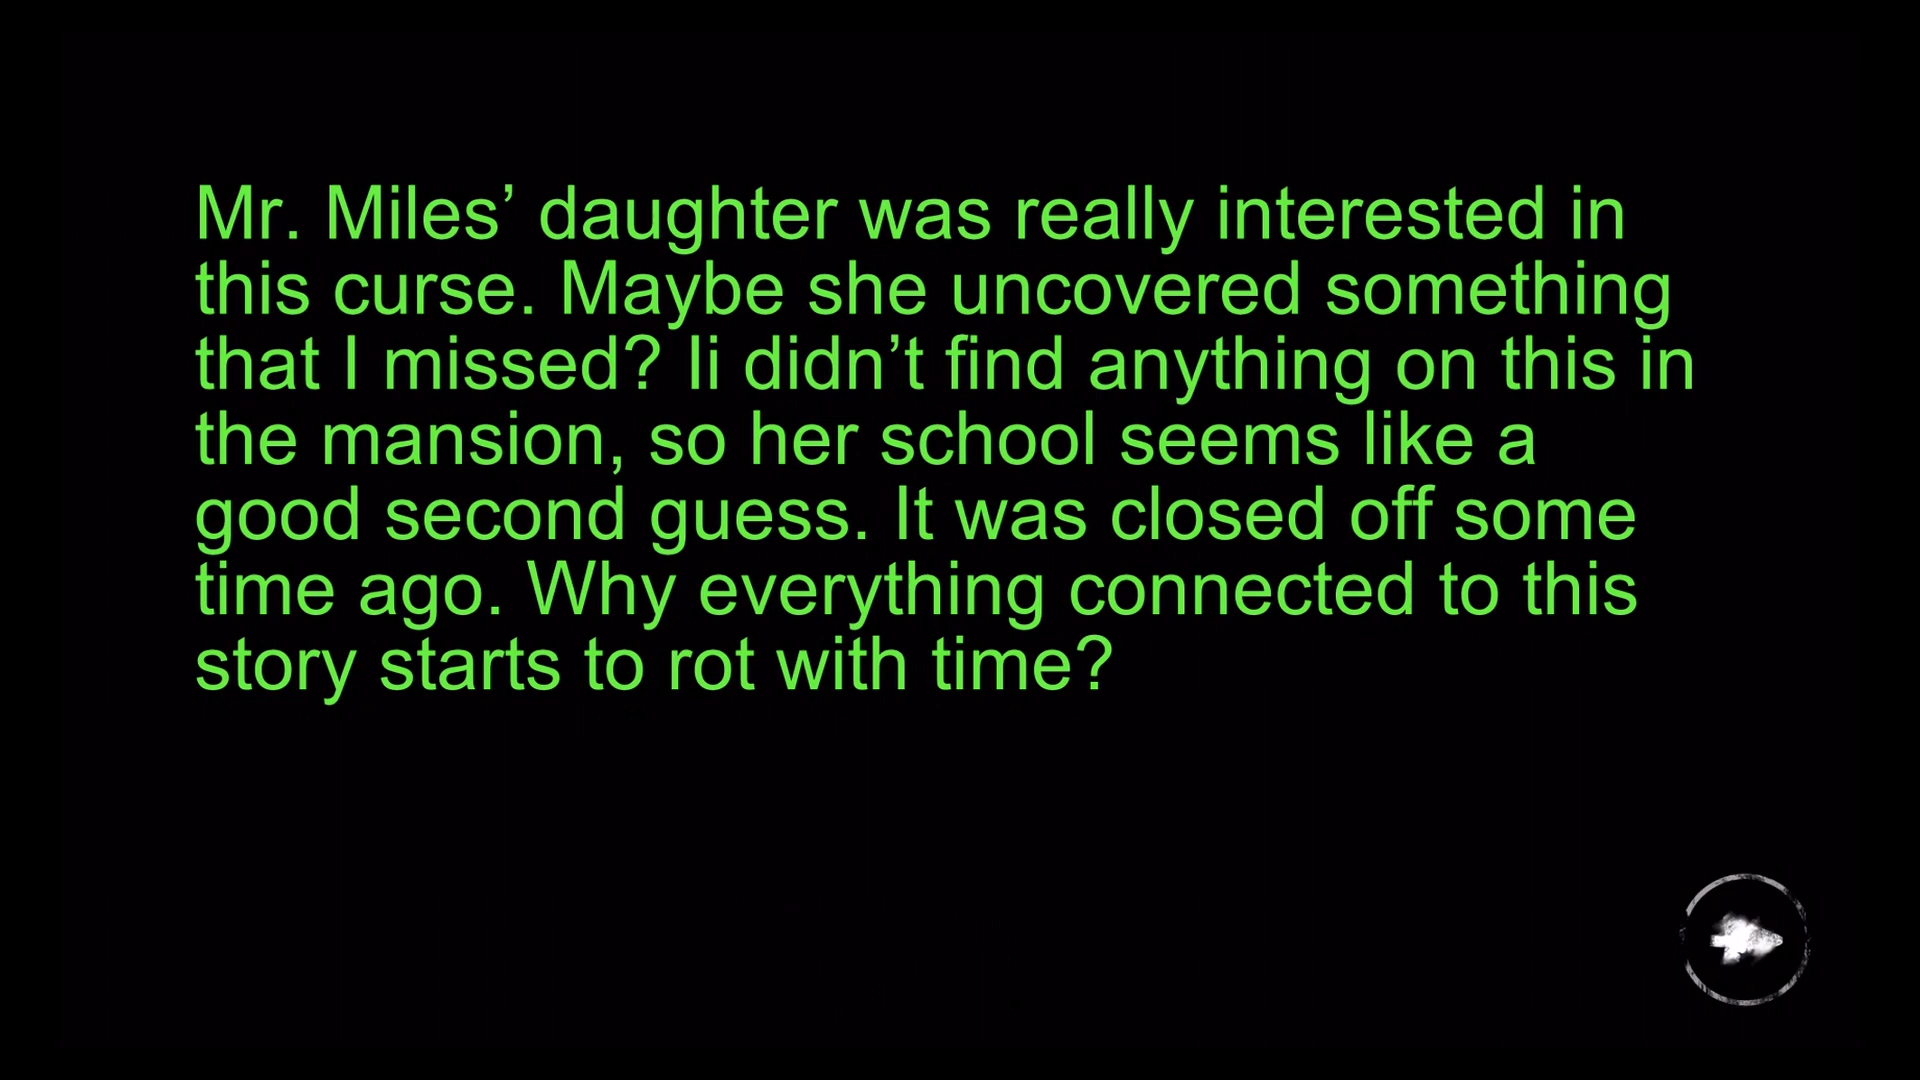 Mr. Miles’ daughter was really interested in
this curse. Maybe she uncovered something
that I missed? Ii didn’t find anything on this in
the mansion, so her school seems like a
good second guess. It was closed off some
time ago. Why everything connected to this
story starts to rot with time?